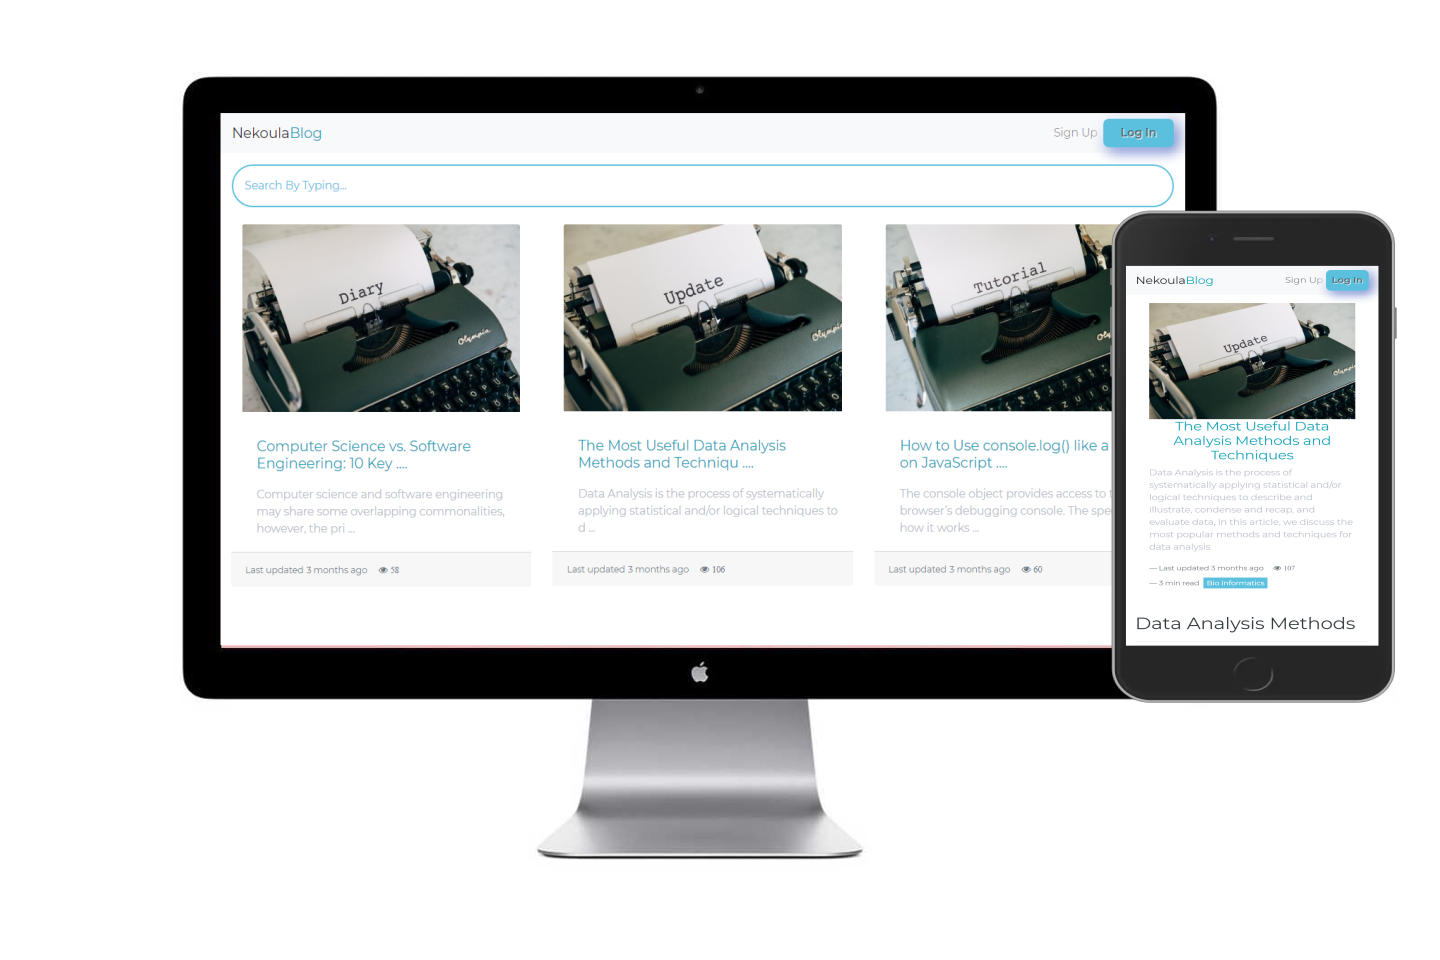 NekoulaBlog
Sign Up
Log In
Search By Typing...
Diary
Olympia
Computer Science vs. Software
Engineering: 10 Key ....
Computer science and software engineering
may share some overlapping commonalities,
however, the pri ...
Last updated 3 months ago 58
Update
Olympia
The Most Useful Data Analysis
Methods and Techniqu ....
Data Analysis is the process of systematically
applying statistical and/or logical techniques to
d ...
Last updated 3 months ago 106
Tutorial
How to Use console.log() like a
on JavaScript ....
The console object provides access to
browser's debugging console. The
how it works ...
Last updated 3 months ago 60
NekoulaBlog
Sign Up
Log In
Update
The Most Useful Data
Analysis Methods and
Techniques
Data Analysis is the process of
systematically applying statistical and/or
logical techniques to describe and
illustrate, condense and recap, and
evaluate data, in this article, we discuss the
most popular methods and techniques for
data analysis
— Last updated 3 months ago 107
— 3 min read Bio Informatics
Data Analysis Methods